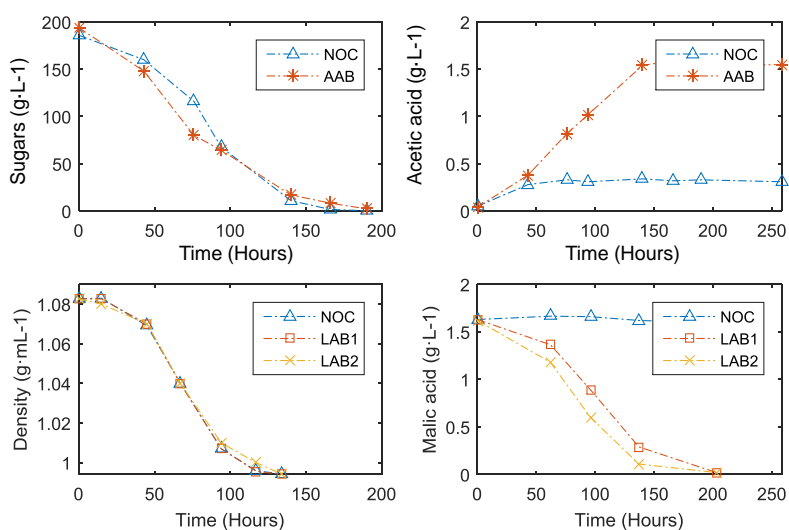 200
150
100
50
0
Sugars (g·L-1)
NOC
AAB
0 50 100 150 200
Time (Hours)
2
1.5
1
0.5
0
Acetic acid (g·L-1)
NOC
AAB
0 50 100 150 200 250
Time (Hours)
1.08
1.06
1.04
1.02
1
Density (g·mL-1)
NOC
LAB1
LAB2
0 50 100 150 200
Time (Hours)
2
1.5
1
0.5
0
Malic acid (g·L-1)
NOC
LAB1
LAB2
0 50 100 150 200 250
Time (Hours)